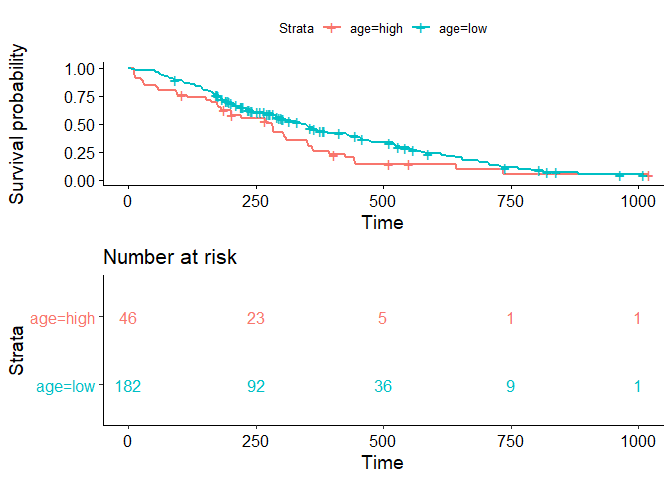 Strata age=high age=low
Survival probability
1.00
0.75
0.50
0.25
0.00
0 250 500 750 1000
Time
Number at risk
Strata
age=high 46 23 5 1 1
age=low 182 92 36 9 1
0 250 500 750 1000
Time